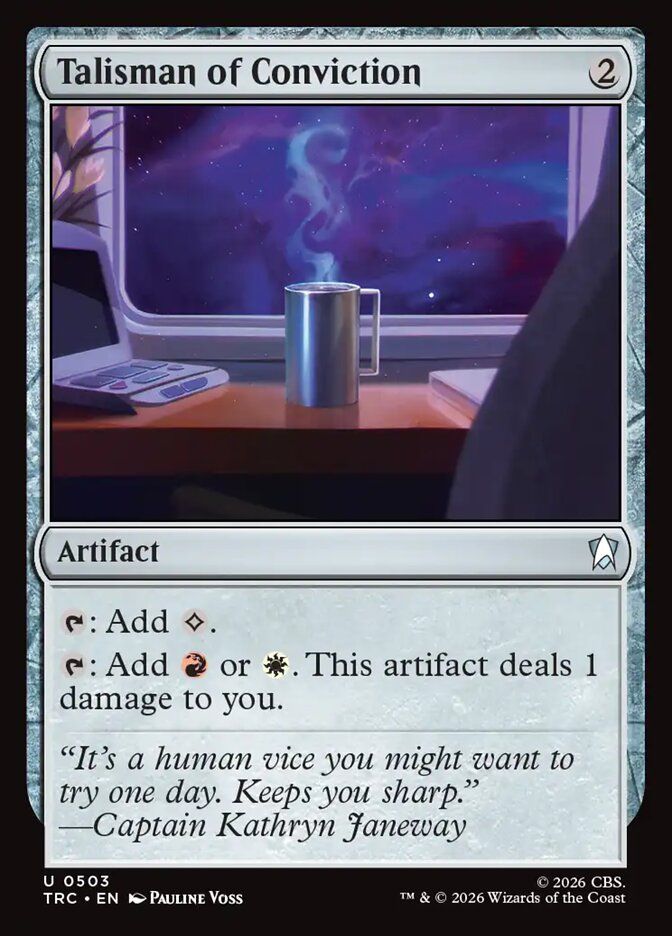 Talisman of Conviction 2
Artifact
: Add .
: Add or . This artifact deals 1
damage to you.
“It’s a human vice you might want to
try one day. Keeps you sharp.”
—Captain Kathryn Janeway
U 0503
TRC • EN Pauline Voss
© 2026 CBS.
™ & © 2026 Wizards of the Coast